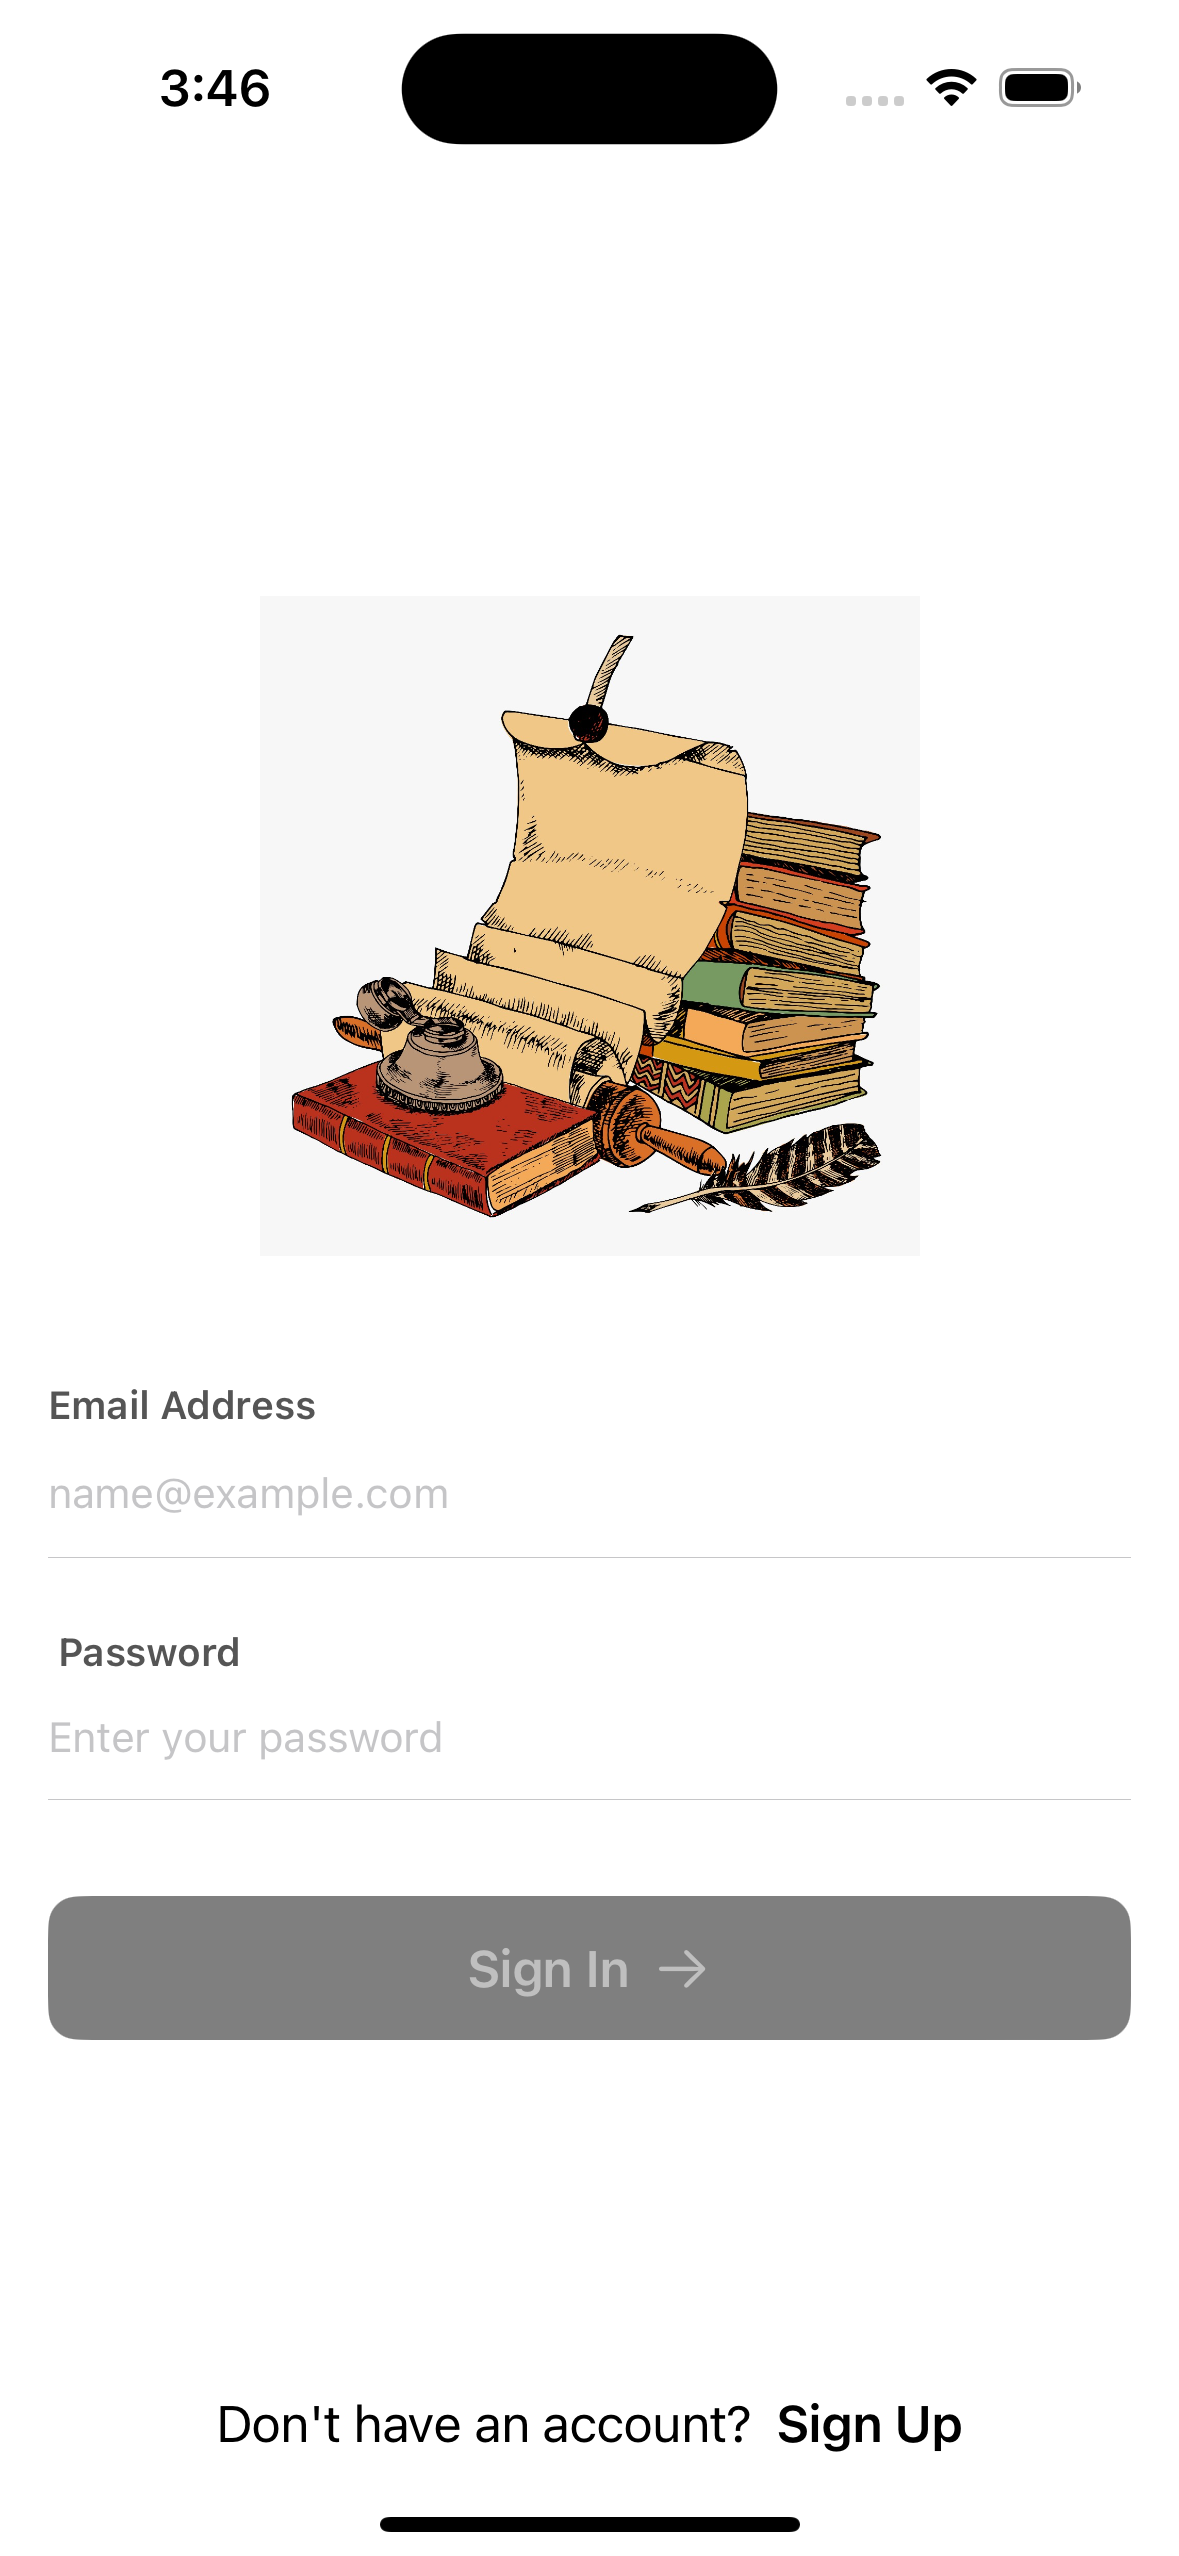 3:46
Email Address
name@example.com
Password
Enter your password
Sign In →
Don't have an account? Sign Up